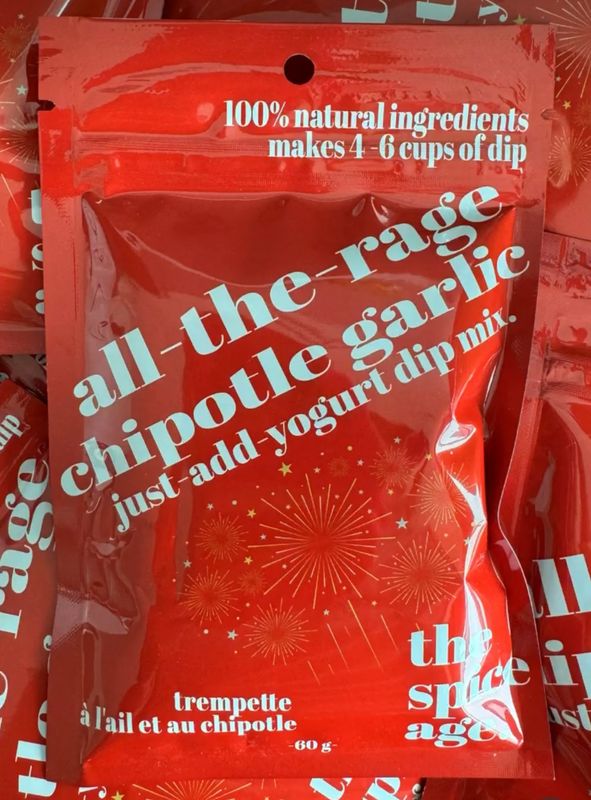 100% natural ingredients
makes 4-6 cups of dip
all-the-rage
chipotle garlic
just-add-yogurt dip mix.
trempette
à l'ail et au chipotle
-60 g-
the
spice
age.
rage